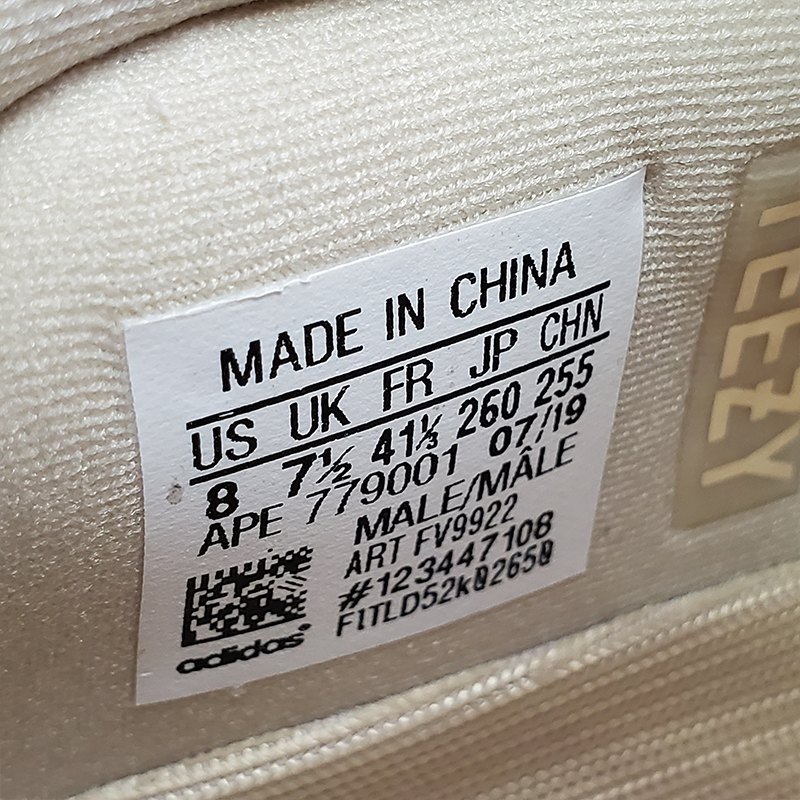 MADE IN CHINA
US UK FR JP CHN
8 7½ 41⅓ 260 255
APE 779001 07/19
MALE/MÂLE
ART FV9922
#123447108
F1TLD52k02650
adidas
YEEZY